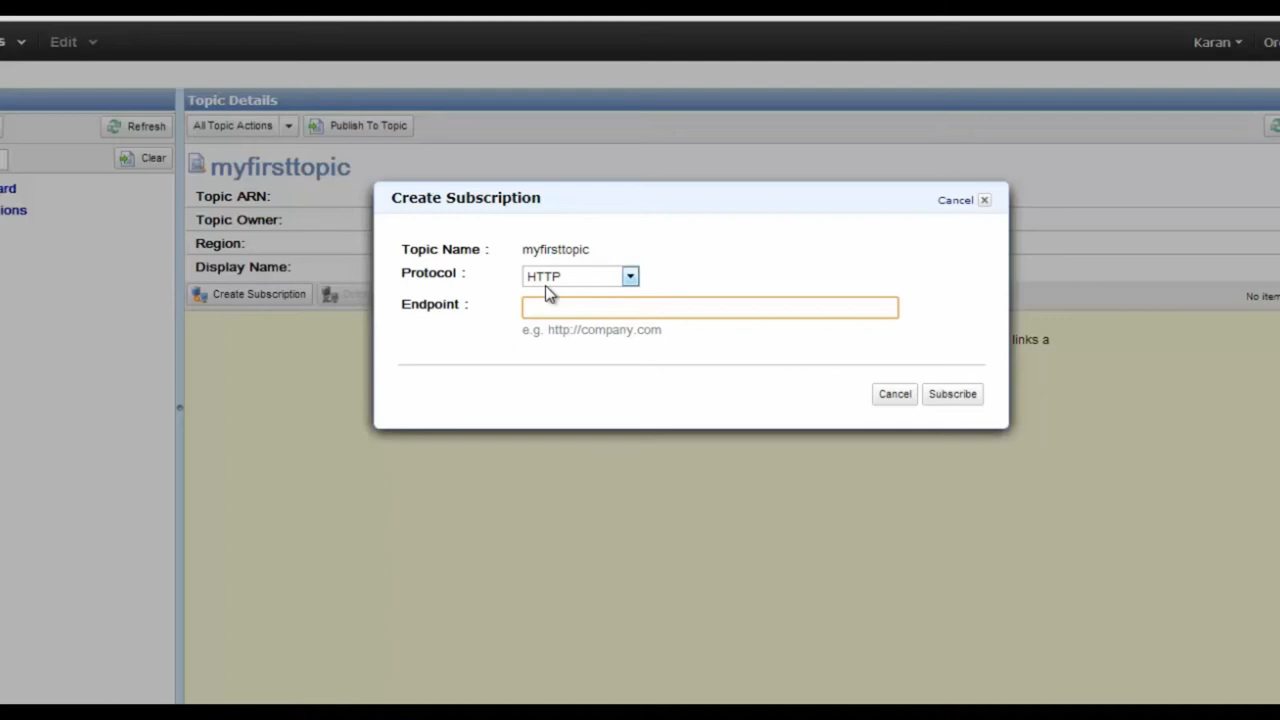 Edit
Karan
Topic Details
Refresh
All Topic Actions
Publish To Topic
Clear
myfirsttopic
Create Subscription
Cancel
Topic ARN:
Topic Owner:
Region:
Display Name:
Topic Name :
myfirsttopic
Protocol :
HTTP
Endpoint :
e.g. http://company.com
Create Subscription
No item
links a
Cancel
Subscribe